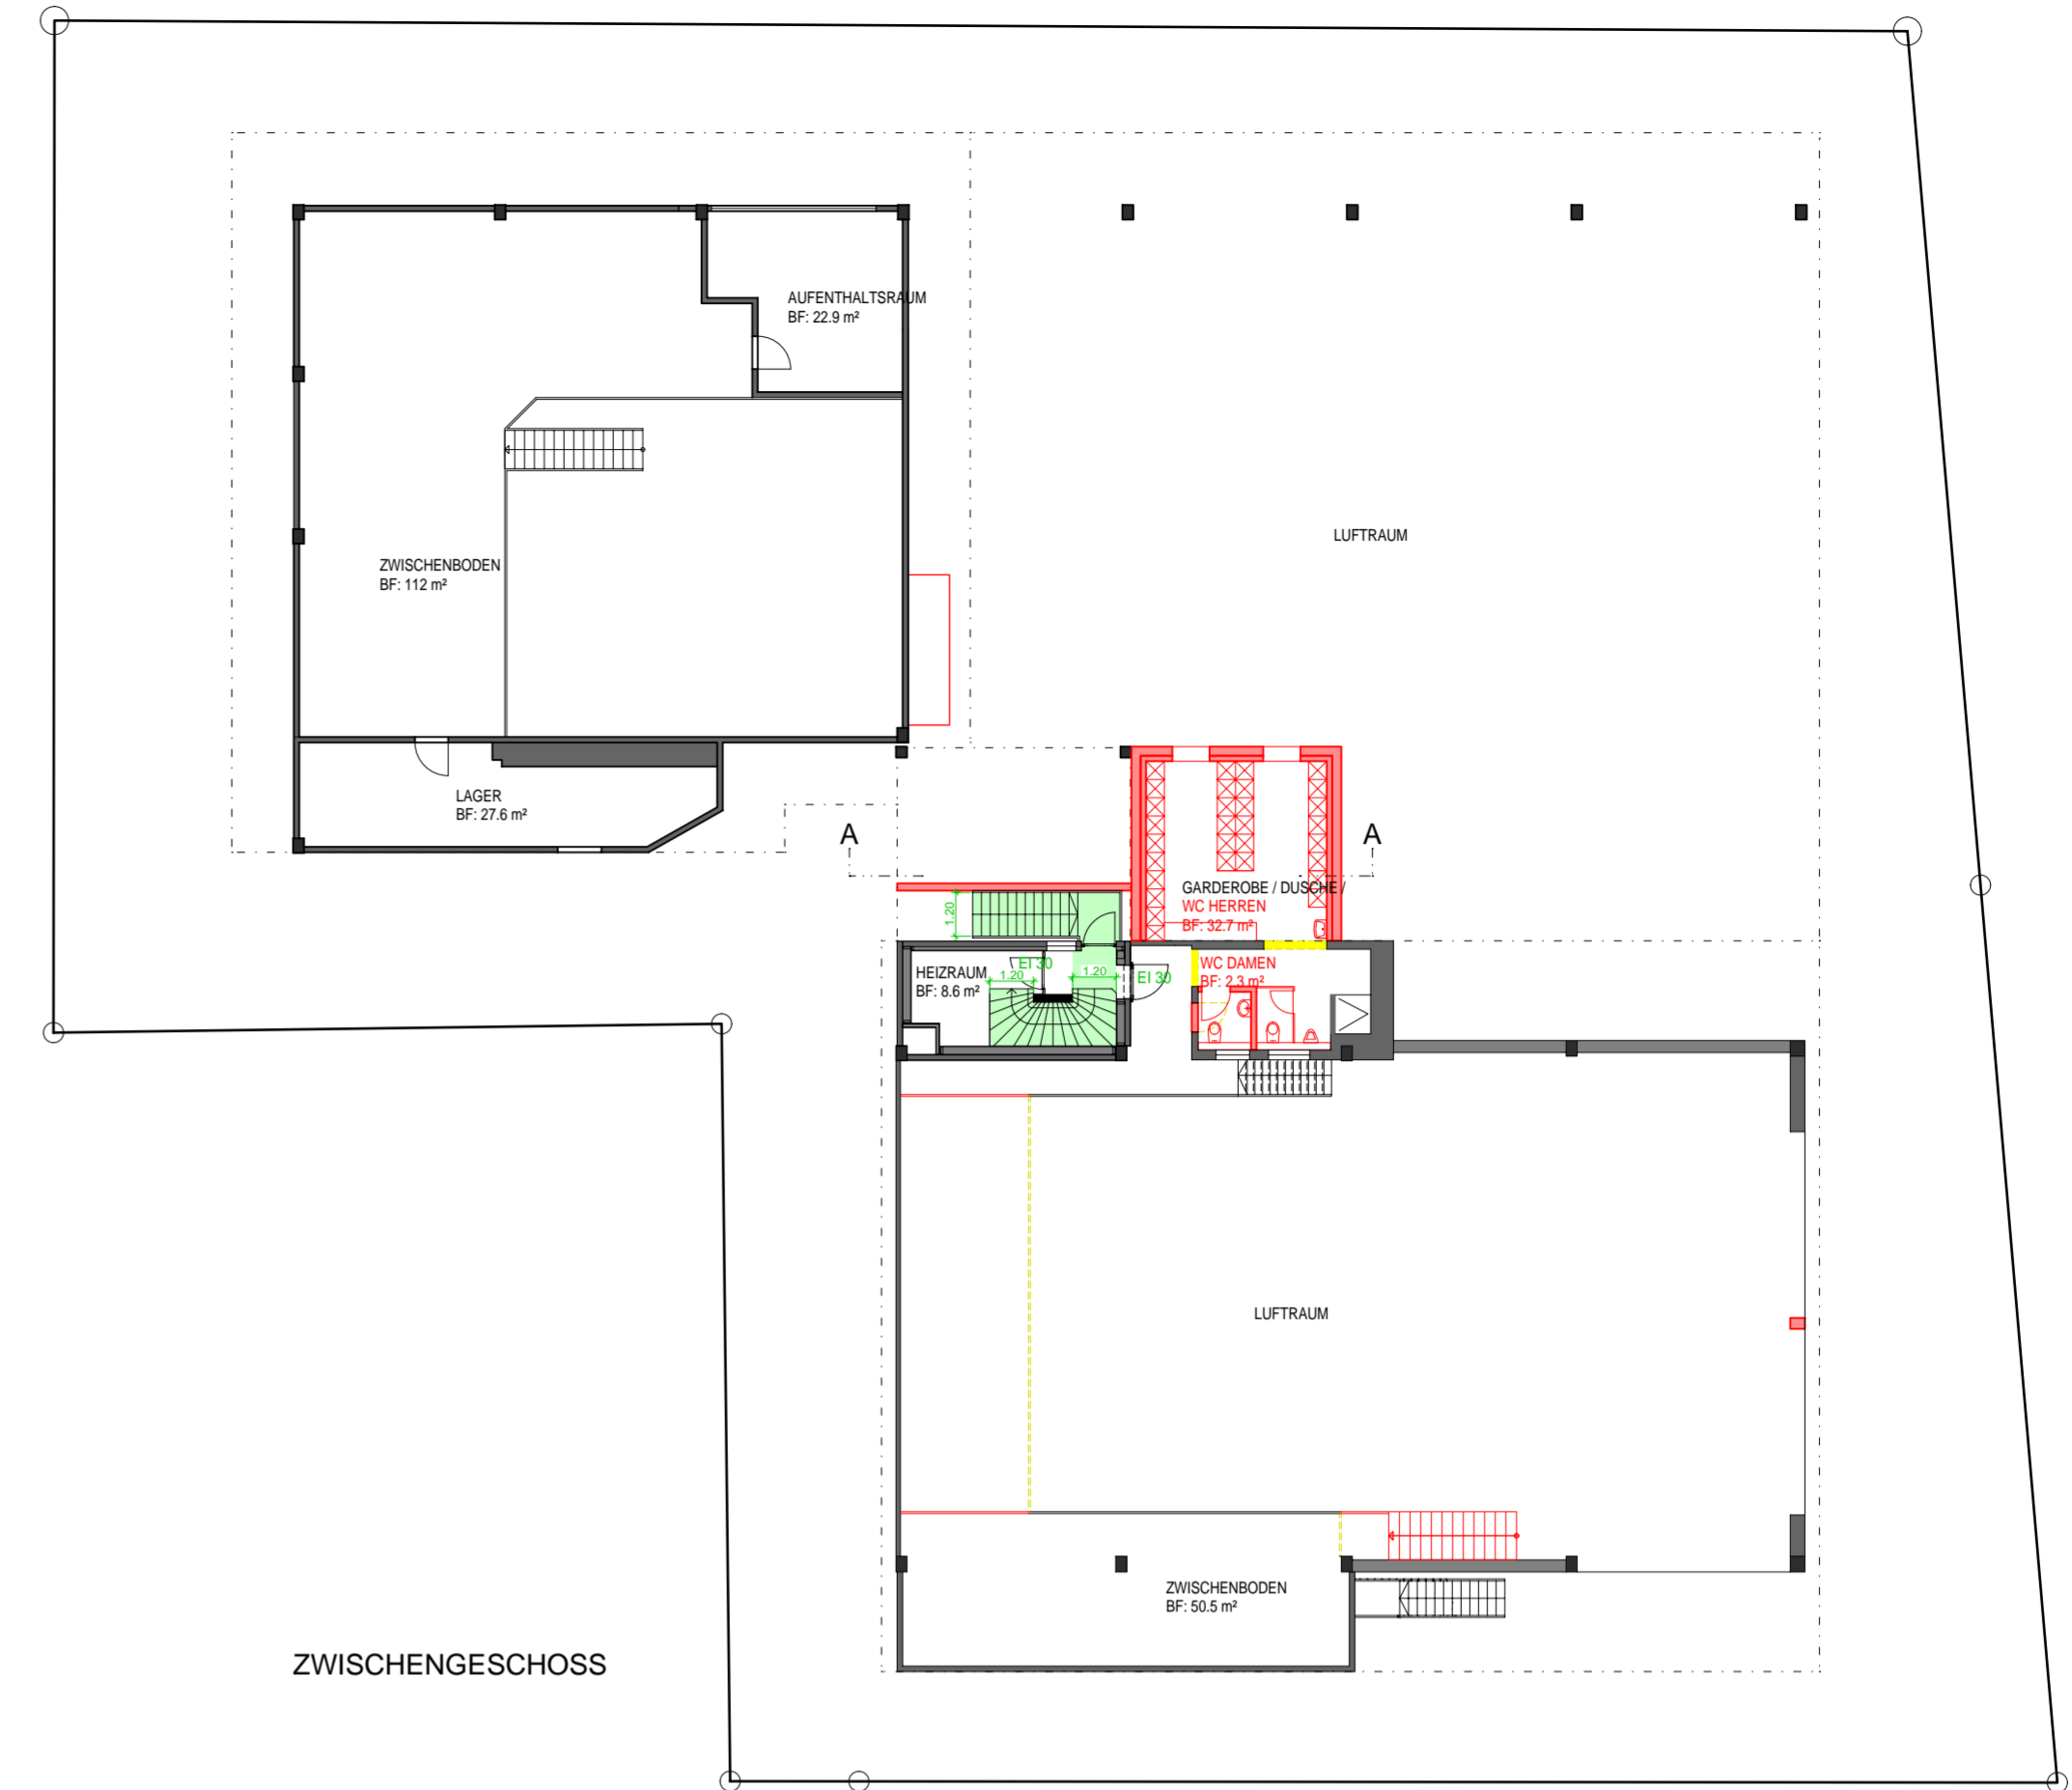 AUFENTHALTSRAUM
BF: 22.9 m²
LUFTRAUM
ZWISCHENBODEN
BF: 112 m²
LAGER
BF: 27.6 m²
A
A
GARDEROBE / DUSCHE /
WC HERREN
BF: 32.7 m²
1.20
HEIZRAUM
BF: 8.6 m²
EI 30
1.20
1.20
EI 30
WC DAMEN
BF: 2.3 m²
LUFTRAUM
ZWISCHENBODEN
BF: 50.5 m²
ZWISCHENGESCHOSS